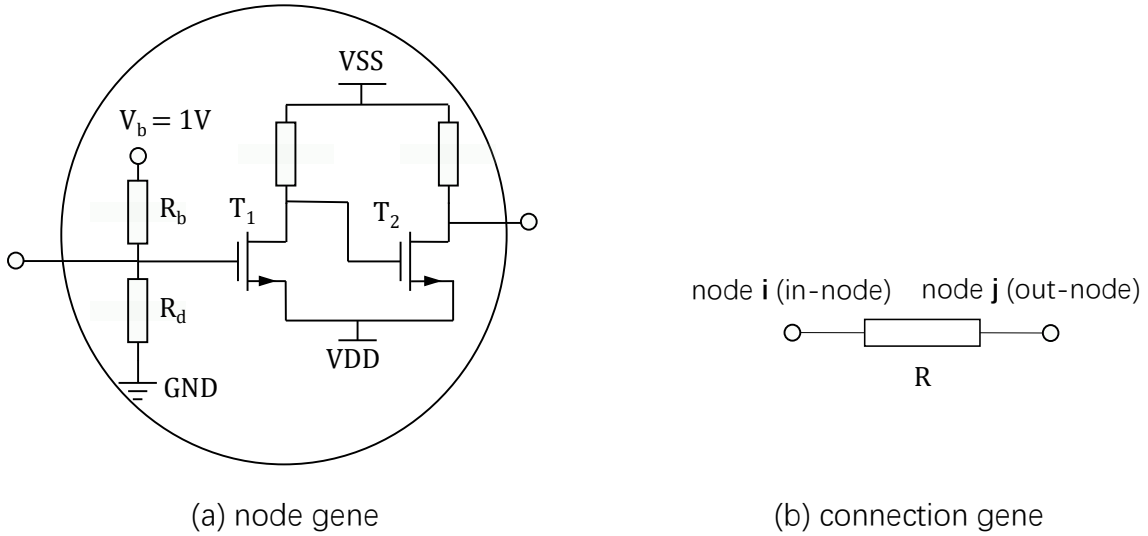 VSS
V_b = 1V
R_b
T_1
T_2
R_d
VDD
GND
(a) node gene
node i (in-node)
node j (out-node)
R
(b) connection gene